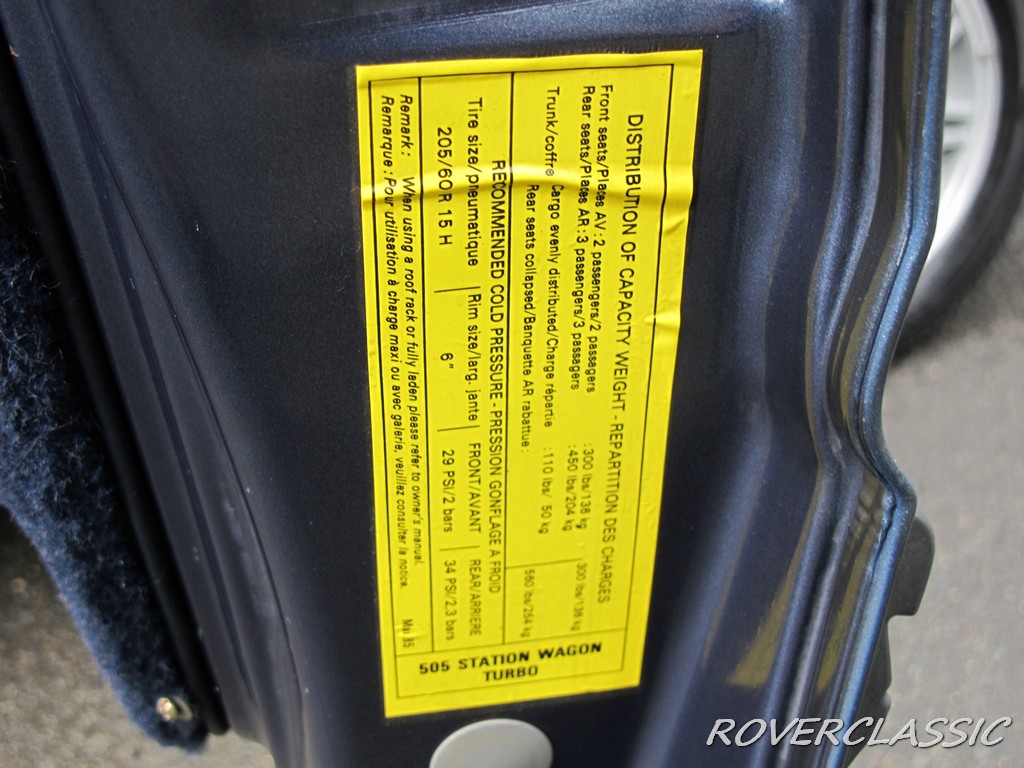 DISTRIBUTION OF CAPACITY WEIGHT - REPARTITION DES CHARGES
Front seats/Places AV : 2 passengers/2 passagers : 300 lbs/136 kg 300 lbs/136 kg
Rear seats/Places AR : 3 passengers/3 passagers : 450 lbs/204 kg
Trunk/coffre Cargo evenly distributed/Charge répartie : 110 lbs/ 50 kg
Rear seats collapsed/Banquette AR rabattue : 560 lbs/254 kg
RECOMMENDED COLD PRESSURE - PRESSION GONFLAGE A FROID
Tire size/pneumatique Rim size/larg. jante FRONT/AVANT REAR/ARRIERE
205/60 R 15 H 6" 29 PSI/2 bars 34 PSI/2,3 bars
Remark : When using a roof rack or fully laden please refer to owner's manual.
Remarque : Pour utilisation à charge maxi ou avec galerie, veuillez consulter la notice. Mai 85
505 STATION WAGON
TURBO
ROVERCLASSIC